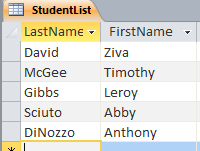 StudentList
LastName FirstName
David Ziva
McGee Timothy
Gibbs Leroy
Sciuto Abby
DiNozzo Anthony